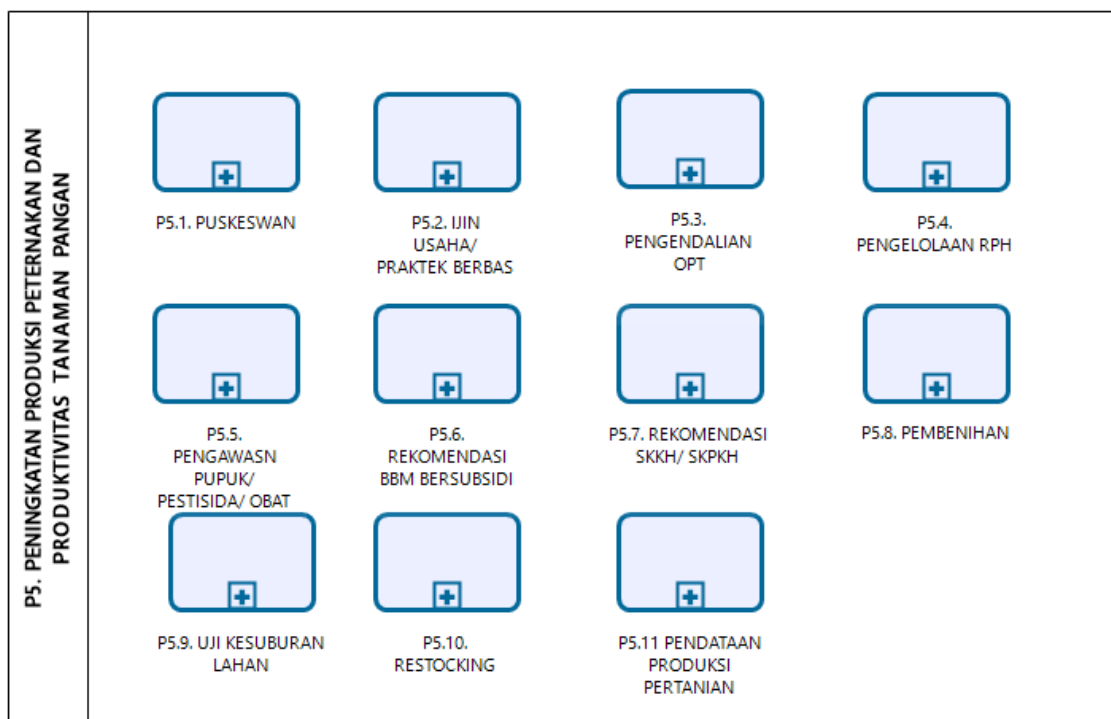 P5. PENINGKATAN PRODUKSI PETERNAKAN DAN
PRODUKTIVITAS TANAMAN PANGAN
P5.1. PUSKESWAN
P5.2. IJIN
USAHA/
PRAKTEK BERBAS
P5.3.
PENGENDALIAN
OPT
P5.4.
PENGELOLAAN RPH
P5.5.
PENGAWASN
PUPUK/
PESTISIDA/ OBAT
P5.6.
REKOMENDASI
BBM BERSUBSIDI
P5.7. REKOMENDASI
SKKH/ SKPKH
P5.8. PEMBENIHAN
P5.9. UJI KESUBURAN
LAHAN
P5.10.
RESTOCKING
P5.11 PENDATAAN
PRODUKSI
PERTANIAN